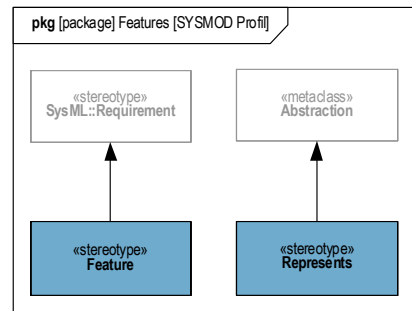 pkg [package] Features [SYSMOD Profil]
«stereotype»
SysML::Requirement
«metaclass»
Abstraction
«stereotype»
Feature
«stereotype»
Represents